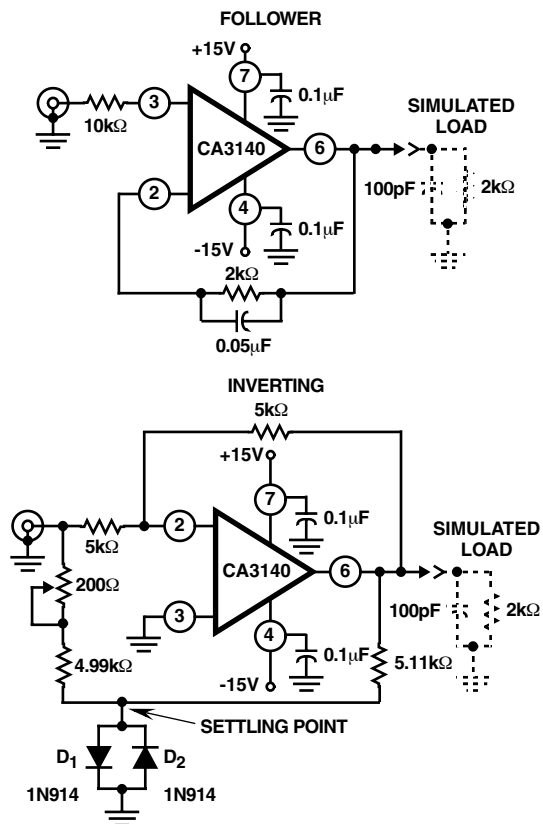 FOLLOWER
+15V
7
0.1μF
3
10kΩ
CA3140
6
SIMULATED
LOAD
100pF
2kΩ
2
4
0.1μF
-15V
2kΩ
0.05μF
INVERTING
5kΩ
+15V
7
0.1μF
5kΩ
2
CA3140
6
SIMULATED
LOAD
100pF
2kΩ
200Ω
3
4
0.1μF
4.99kΩ
5.11kΩ
-15V
SETTLING POINT
D1
D2
1N914
1N914